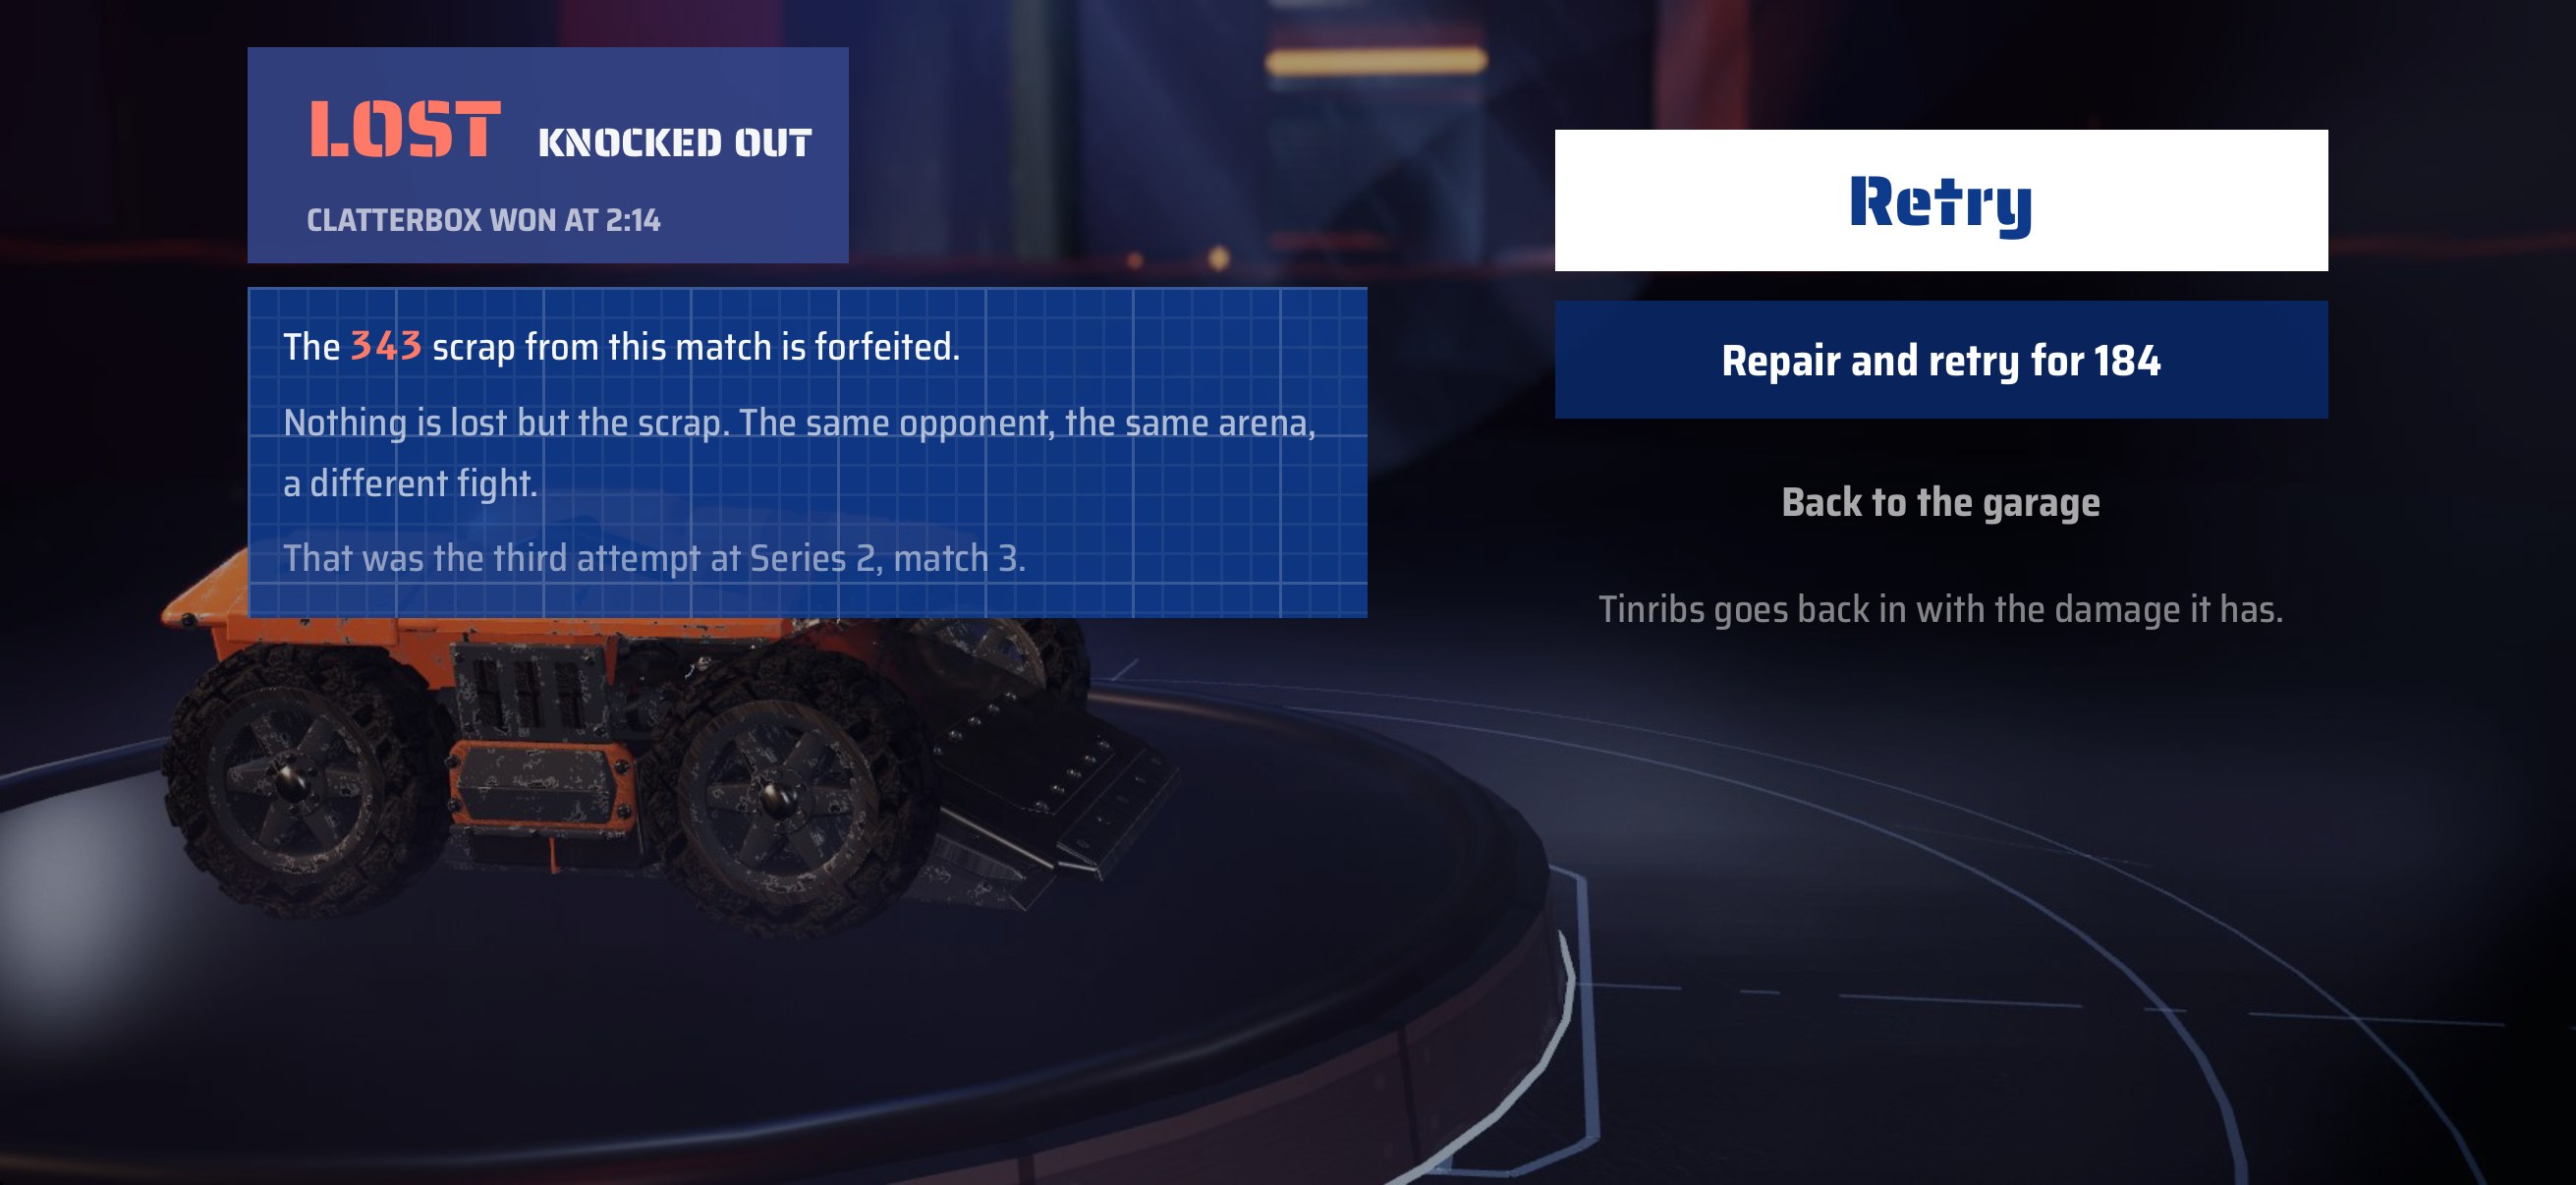 LOST KNOCKED OUT
CLATTERBOX WON AT 2:14
The 343 scrap from this match is forfeited.
Nothing is lost but the scrap. The same opponent, the same arena,
a different fight.
That was the third attempt at Series 2, match 3.
Retry
Repair and retry for 184
Back to the garage
Tinribs goes back in with the damage it has.